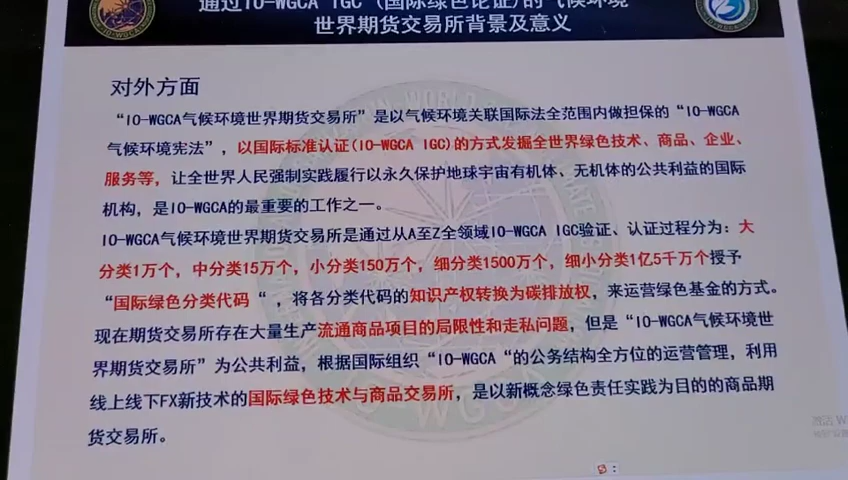 通过IO-WGCA IGC (国际绿色论证)的气候环境
世界期货交易所背景及意义
对外方面
“IO-WGCA气候环境世界期货交易所”是以气候环境关联国际法全范围内做担保的“IO-WGCA
气候环境宪法”，以国际标准认证(IO-WGCA IGC)的方式发掘全世界绿色技术、商品、企业、
服务等，让全世界人民强制实践履行以永久保护地球宇宙有机体、无机体的公共利益的国际
机构，是IO-WGCA的最重要的工作之一。
IO-WGCA气候环境世界期货交易所是通过从A至Z全领域IO-WGCA IGC验证、认证过程分为：大
分类1万个，中分类15万个，小分类150万个，细分类1500万个，细小分类1亿5千万个授予
“国际绿色分类代码“，将各分类代码的知识产权转换为碳排放权，来运营绿色基金的方式。
现在期货交易所存在大量生产流通商品项目的局限性和走私问题，但是“IO-WGCA气候环境世
界期货交易所”为公共利益，根据国际组织“IO-WGCA“的公务结构全方位的运营管理，利用
线上线下FX新技术的国际绿色技术与商品交易所，是以新概念绿色责任实践为目的的商品期
货交易所。